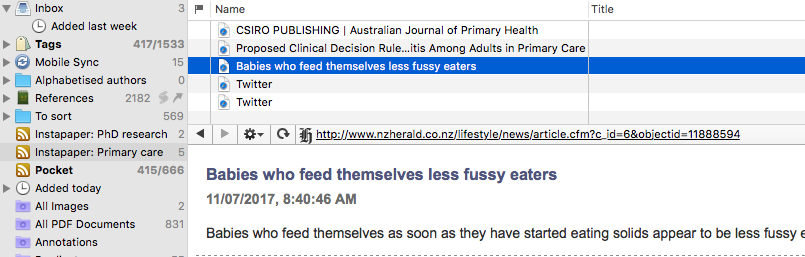 Inbox 3
Added last week
Tags 417/1533
Mobile Sync 15
Alphabetised authors 2
References 2182
To sort 569
Instapaper: PhD research 2
Instapaper: Primary care 5
Pocket 415/666
Added today
All Images 2
All PDF Documents 831
Annotations
Name Title
CSIRO PUBLISHING | Australian Journal of Primary Health
Proposed Clinical Decision Rule...itis Among Adults in Primary Care
Babies who feed themselves less fussy eaters
Twitter
Twitter
http://www.nzherald.co.nz/lifestyle/news/article.cfm?c_id=6&objectid=11888594
Babies who feed themselves less fussy eaters
11/07/2017, 8:40:46 AM
Babies who feed themselves as soon as they have started eating solids appear to be less fussy e